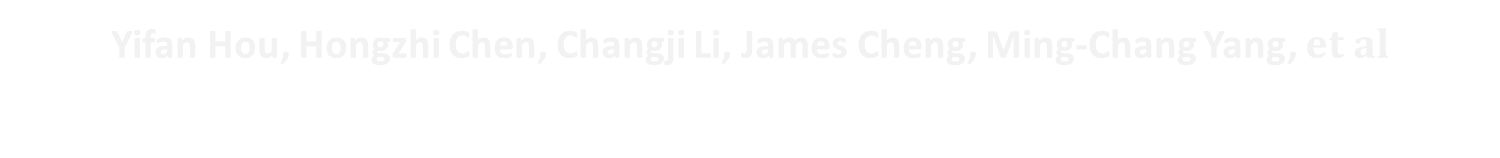 Yifan Hou, Hongzhi Chen, Changji Li, James Cheng, Ming-Chang Yang, et al